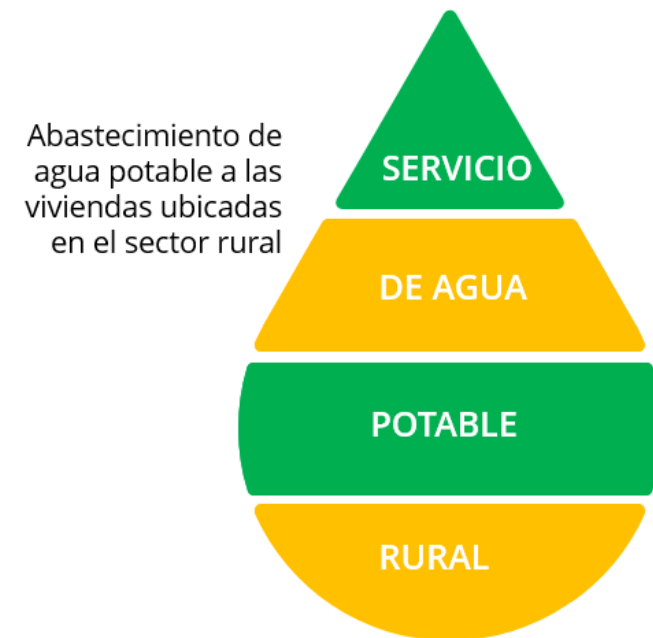 Abastecimiento de
agua potable a las
viviendas ubicadas
en el sector rural
SERVICIO
DE AGUA
POTABLE
RURAL